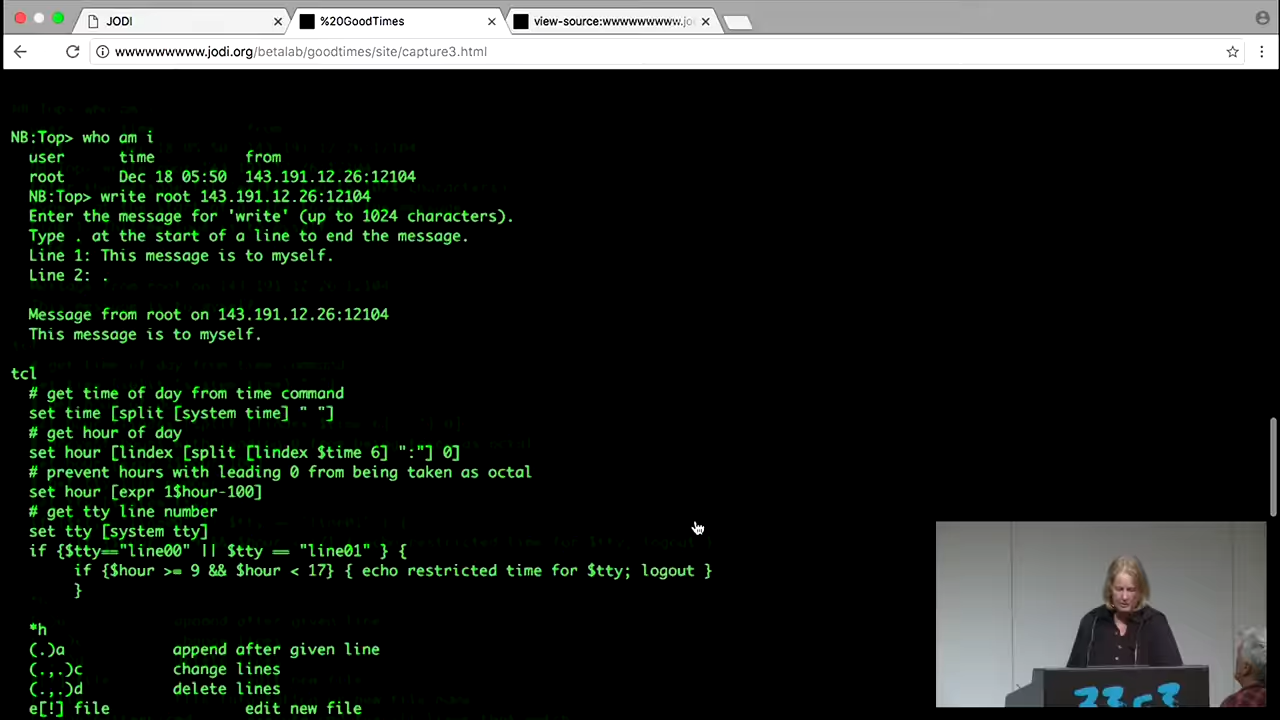 JODI
%20GoodTimes
view-source:wwwwwwwww.jo
wwwwwwwww.jodi.org/betalab/goodtimes/site/capture3.html
NB:Top> who am i
user time from
root Dec 18 05:50 143.191.12.26:12104
NB:Top> write root 143.191.12.26:12104
Enter the message for 'write' (up to 1024 characters).
Type . at the start of a line to end the message.
Line 1: This message is to myself.
Line 2: .
Message from root on 143.191.12.26:12104
This message is to myself.
tcl
# get time of day from time command
set time [split [system time] " "]
# get hour of day
set hour [lindex [split [lindex $time 6] ":"] 0]
# prevent hours with leading 0 from being taken as octal
set hour [expr 1$hour-100]
# get tty line number
set tty [system tty]
if {$tty=="line00" || $tty == "line01" } {
if {$hour >= 9 && $hour < 17} { echo restricted time for $tty; logout }
}
*h
(.)a append after given line
(.,.)c change lines
(.,.)d delete lines
e[!] file edit new file
33c3